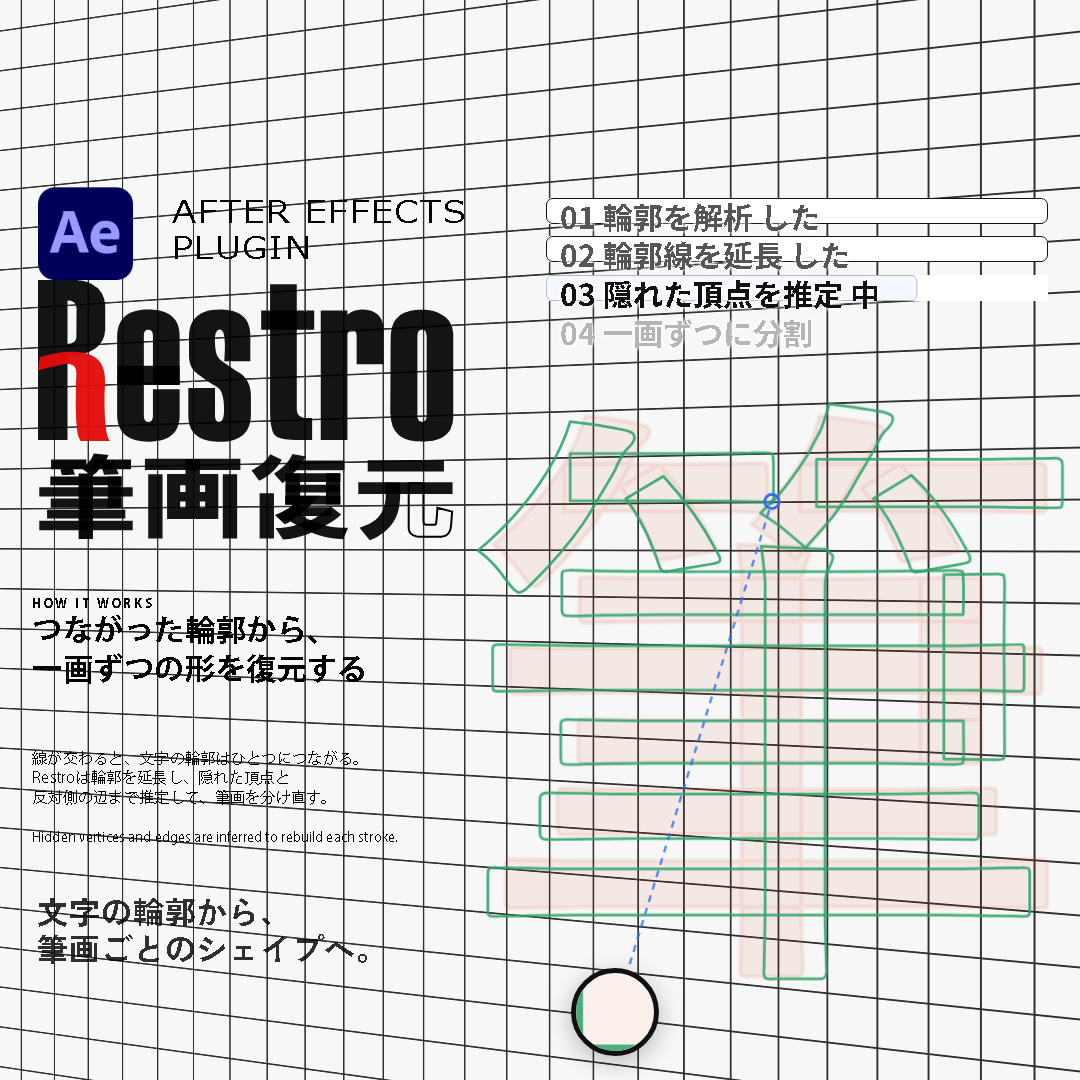 Ae
AFTER EFFECTS
PLUGIN
Restro
筆画復元
HOW IT WORKS
つながった輪郭から、
一画ずつの形を復元する
線が交わると、文字の輪郭はひとつにつながる。
Restroは輪郭を延長し、隠れた頂点と
反対側の辺まで推定して、筆画を分け直す。
Hidden vertices and edges are inferred to rebuild each stroke.
文字の輪郭から、
筆画ごとのシェイプへ。
01 輪郭を解析 した
02 輪郭線を延長 した
03 隠れた頂点を推定 中
04 一画ずつに分割
筆